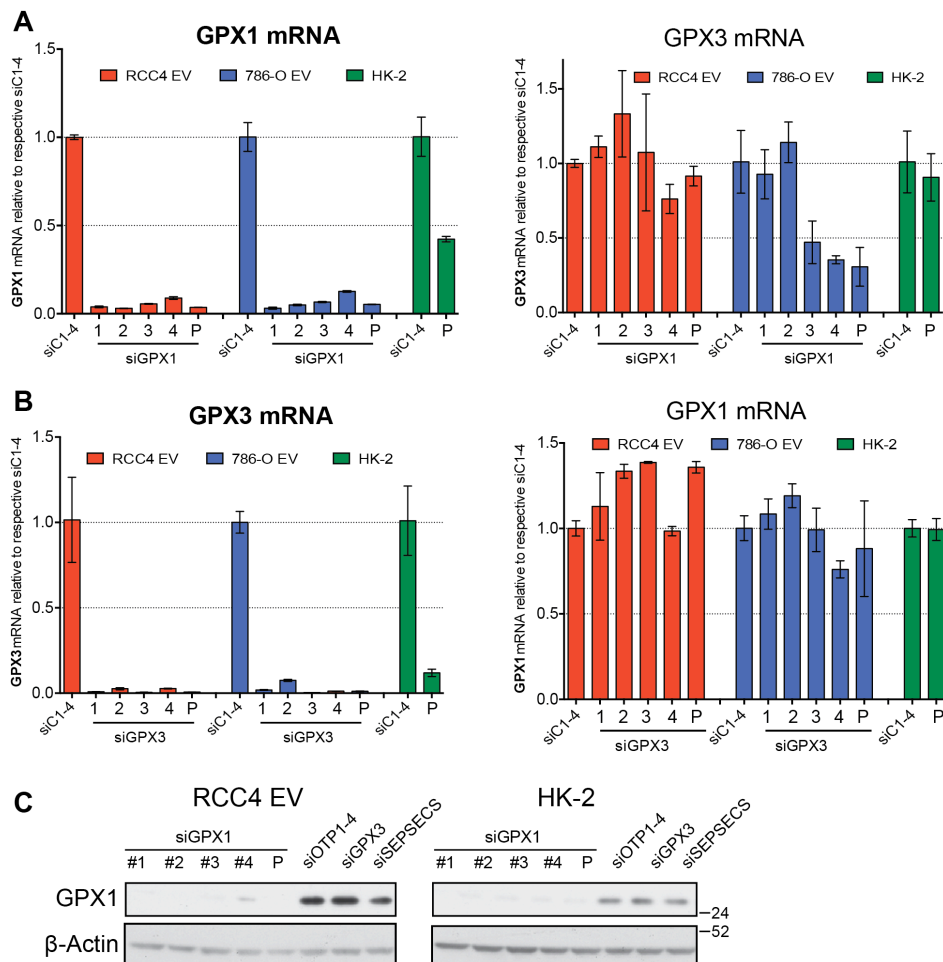 A
GPX1 mRNA
RCC4 EV 786-O EV HK-2
GPX1 mRNA relative to respective siC1-4
1.5
1.0
0.5
0.0
siC1-4 1 2 3 4 P siC1-4 1 2 3 4 P siC1-4 P
siGPX1 siGPX1
GPX3 mRNA
RCC4 EV 786-O EV HK-2
GPX3 mRNA relative to respective siC1-4
1.5
1.0
0.5
0.0
siC1-4 1 2 3 4 P siC1-4 1 2 3 4 P siC1-4 P
siGPX1 siGPX1
B
GPX3 mRNA
RCC4 EV 786-O EV HK-2
GPX3 mRNA relative to respective siC1-4
1.5
1.0
0.5
0.0
siC1-4 1 2 3 4 P siC1-4 1 2 3 4 P siC1-4 P
siGPX3 siGPX3
GPX1 mRNA
RCC4 EV 786-O EV HK-2
GPX1 mRNA relative to respective siC1-4
1.5
1.0
0.5
0.0
siC1-4 1 2 3 4 P siC1-4 1 2 3 4 P siC1-4 P
siGPX3 siGPX3
C
RCC4 EV
siGPX1
#1 #2 #3 #4 P siOTP1-4 siGPX3 siSEPSECS
HK-2
siGPX1
#1 #2 #3 #4 P siOTP1-4 siGPX3 siSEPSECS
GPX1
24
52
β-Actin